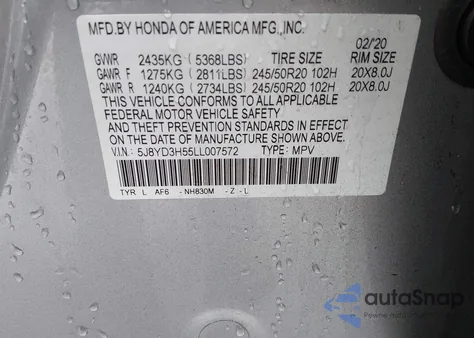 MFD.BY HONDA OF AMERICA MFG.,INC.
02/20
GVWR 2435KG ( 5368LBS) TIRE SIZE RIM SIZE
GAWR F 1275KG ( 2811LBS) 245/50R20 102H 20X8.0J
GAWR R 1240KG ( 2734LBS) 245/50R20 102H 20X8.0J
THIS VEHICLE CONFORMS TO ALL APPLICABLE
FEDERAL MOTOR VEHICLE SAFETY
AND THEFT PREVENTION STANDARDS IN EFFECT
ON THE DATE OF MANUFACTURE SHOWN ABOVE.
V.I.N: 5J8YD3H55LL007572 TYPE: MPV
TYR L AF6 - NH830M - Z - L
autoSnap